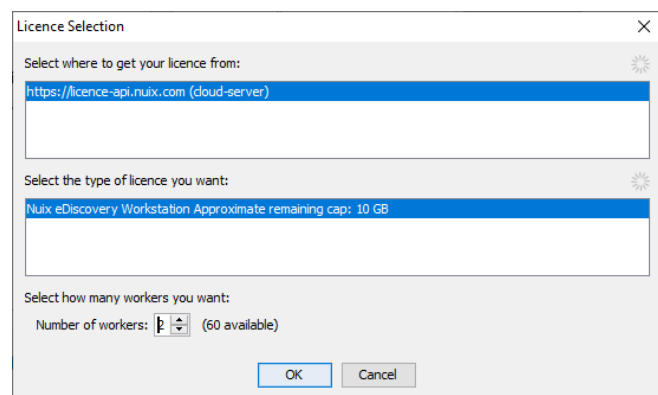 Licence Selection
Select where to get your licence from:
https://licence-api.nuix.com (cloud-server)
Select the type of licence you want:
Nuix eDiscovery Workstation Approximate remaining cap: 10 GB
Select how many workers you want:
Number of workers: 2 (60 available)
OK Cancel